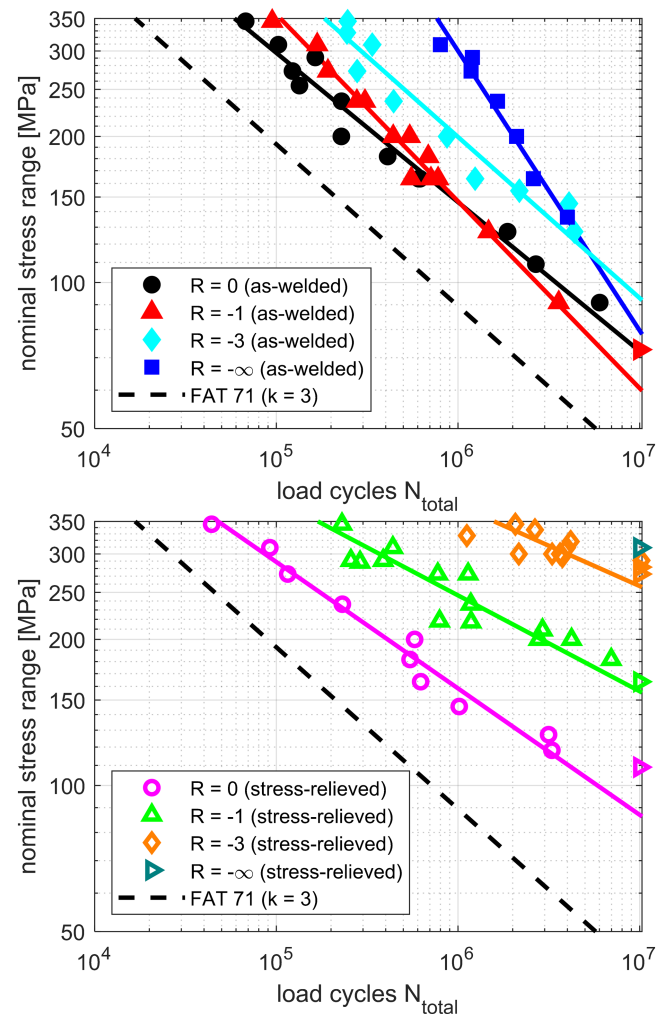 350
300
250
200
150
100
50
nominal stress range [MPa]
R = 0 (as-welded)
R = -1 (as-welded)
R = -3 (as-welded)
R = -∞ (as-welded)
FAT 71 (k = 3)
10^4 10^5 10^6 10^7
load cycles N_total
350
300
250
200
150
100
50
nominal stress range [MPa]
R = 0 (stress-relieved)
R = -1 (stress-relieved)
R = -3 (stress-relieved)
R = -∞ (stress-relieved)
FAT 71 (k = 3)
10^4 10^5 10^6 10^7
load cycles N_total